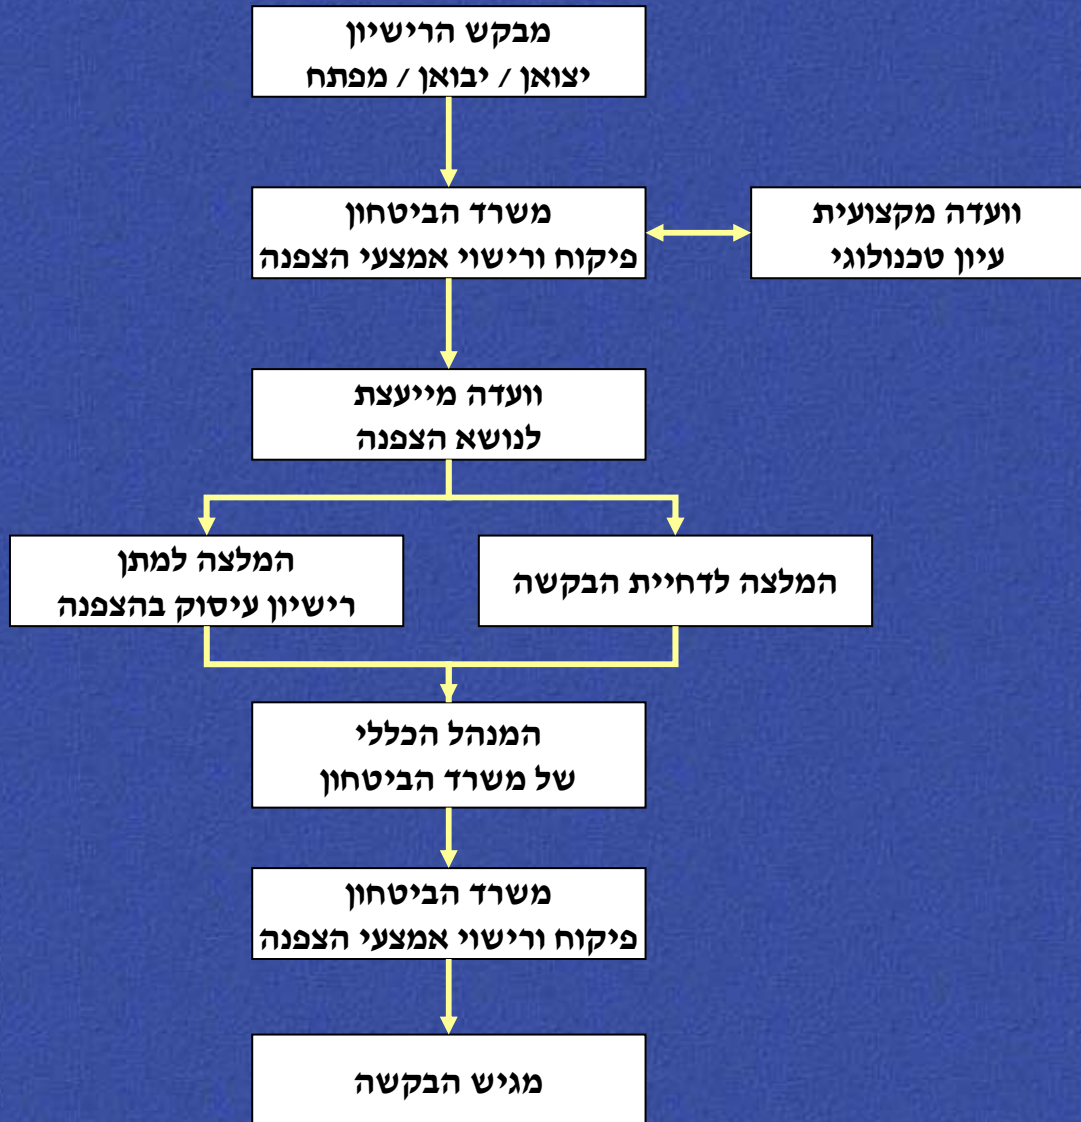 מבקש הרישיון
יצואן / יבואן / מפתח
משרד הביטחון
פיקוח ורישוי אמצעי הצפנה
וועדה מקצועית
עיון טכנולוגי
וועדה מייעצת
לנושא הצפנה
המלצה לדחיית הבקשה
המלצה למתן
רישיון עיסוק בהצפנה
המנהל הכללי
של משרד הביטחון
משרד הביטחון
פיקוח ורישוי אמצעי הצפנה
מגיש הבקשה